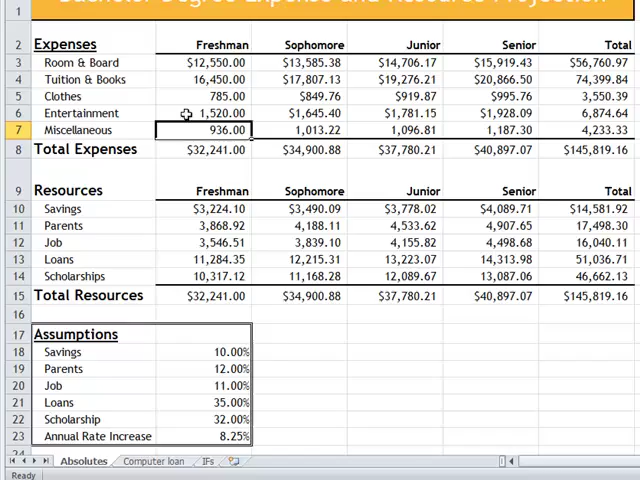 Bachelor Degree Expense and Resource Projection
1
2 Expenses Freshman Sophomore Junior Senior Total
3 Room & Board $12,550.00 $13,585.38 $14,706.17 $15,919.43 $56,760.97
4 Tuition & Books 16,450.00 $17,807.13 $19,276.21 $20,866.50 74,399.84
5 Clothes 785.00 $849.76 $919.87 $995.76 3,550.39
6 Entertainment 1,520.00 $1,645.40 $1,781.15 $1,928.09 6,874.64
7 Miscellaneous 936.00 1,013.22 1,096.81 1,187.30 4,233.33
8 Total Expenses $32,241.00 $34,900.88 $37,780.21 $40,897.07 $145,819.16
9 Resources Freshman Sophomore Junior Senior Total
10 Savings $3,224.10 $3,490.09 $3,778.02 $4,089.71 $14,581.92
11 Parents 3,868.92 4,188.11 4,533.62 4,907.65 17,498.30
12 Job 3,546.51 3,839.10 4,155.82 4,498.68 16,040.11
13 Loans 11,284.35 12,215.31 13,223.07 14,313.98 51,036.71
14 Scholarships 10,317.12 11,168.28 12,089.67 13,087.06 46,662.13
15 Total Resources $32,241.00 $34,900.88 $37,780.21 $40,897.07 $145,819.16
16
17 Assumptions
18 Savings 10.00%
19 Parents 12.00%
20 Job 11.00%
21 Loans 35.00%
22 Scholarship 32.00%
23 Annual Rate Increase 8.25%
24
Absolutes Computer loan IFs
Ready